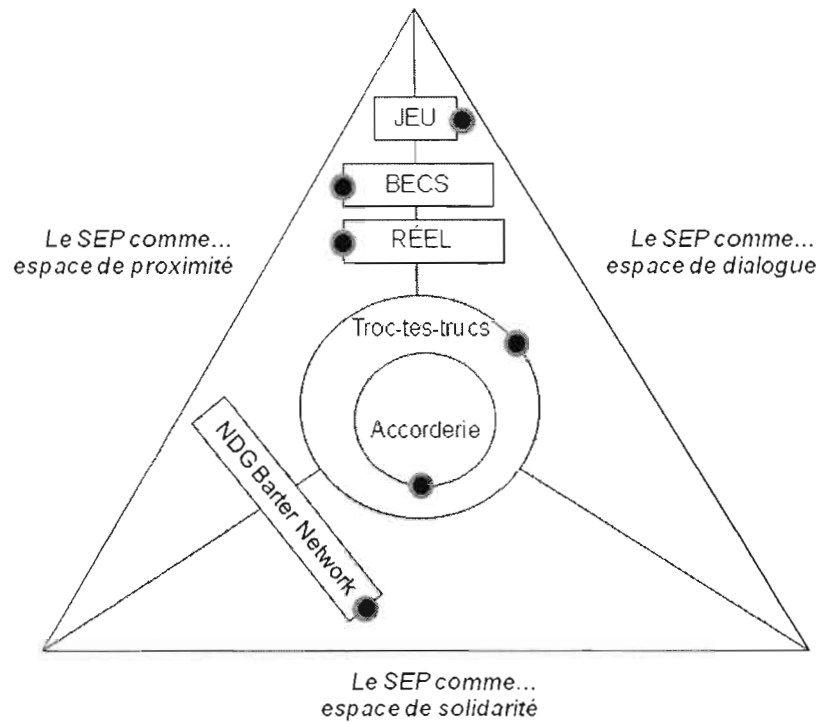 JEU
BECS
RÉEL
Le SEP comme...
espace de proximité
Le SEP comme...
espace de dialogue
Troc-tes-trucs
Accorderie
NDG Barter Network
Le SEP comme...
espace de solidarité